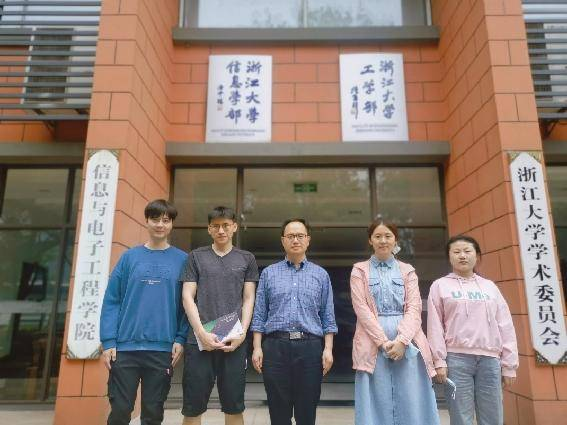 浙江大学
信息学部
浙江大学
工学部
信息与电子工程学院
浙江大学学术委员会